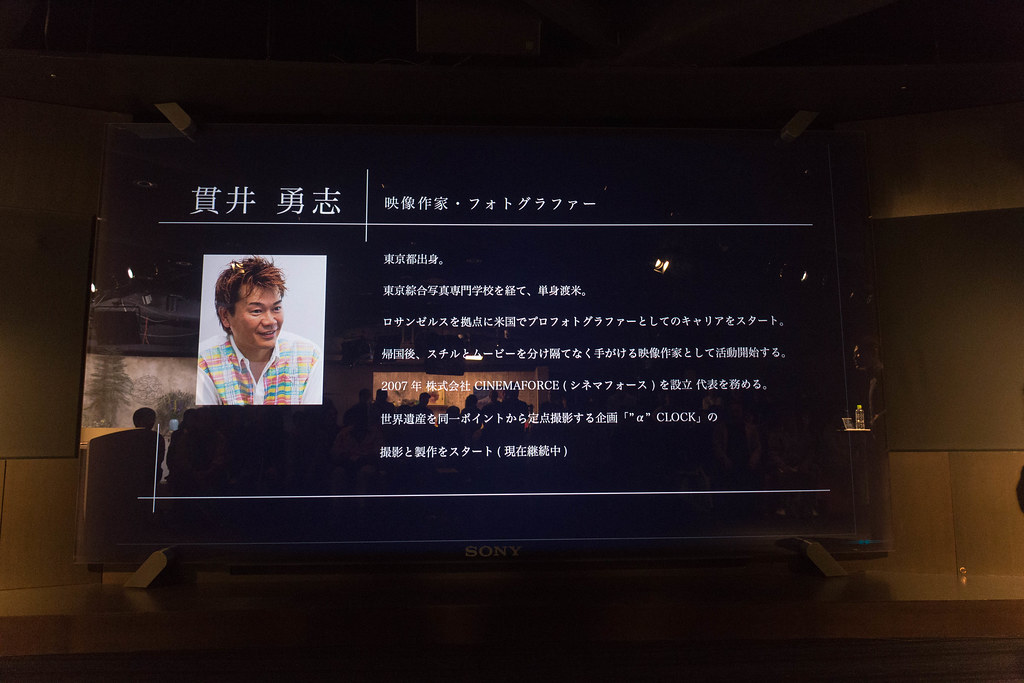 貫井 勇志
映像作家・フォトグラファー
東京都出身。
東京綜合写真専門学校を経て、単身渡米。
ロサンゼルスを拠点に米国でプロフォトグラファーとしてのキャリアをスタート。
帰国後、スチルとムービーを分け隔てなく手がける映像作家として活動開始する。
2007 年 株式会社 CINEMAFORCE ( シネマフォース ) を設立 代表を務める。
世界遺産を同一ポイントから定点撮影する企画「"α" CLOCK」の
撮影と製作をスタート ( 現在継続中 )
SONY